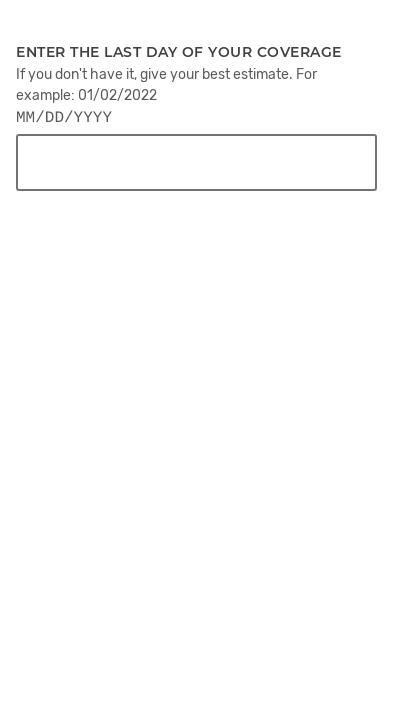 ENTER THE LAST DAY OF YOUR COVERAGE
If you don't have it, give your best estimate. For
example: 01/02/2022
MM/DD/YYYY